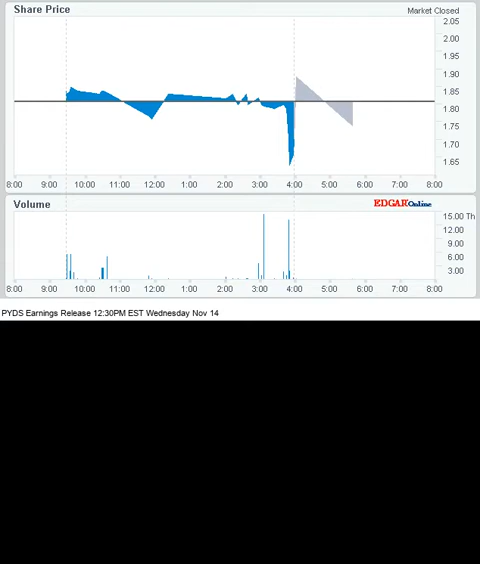 Share Price
Market Closed
2.05
2.00
1.95
1.90
1.85
1.80
1.75
1.70
1.65
8:00 9:00 10:00 11:00 12:00 1:00 2:00 3:00 4:00 5:00 6:00 7:00 8:00
Volume
EDGAROnline
15.00 Th
12.00
9.00
6.00
3.00
8:00 9:00 10:00 11:00 12:00 1:00 2:00 3:00 4:00 5:00 6:00 7:00 8:00
PYDS Earnings Release 12:30PM EST Wednesday Nov 14